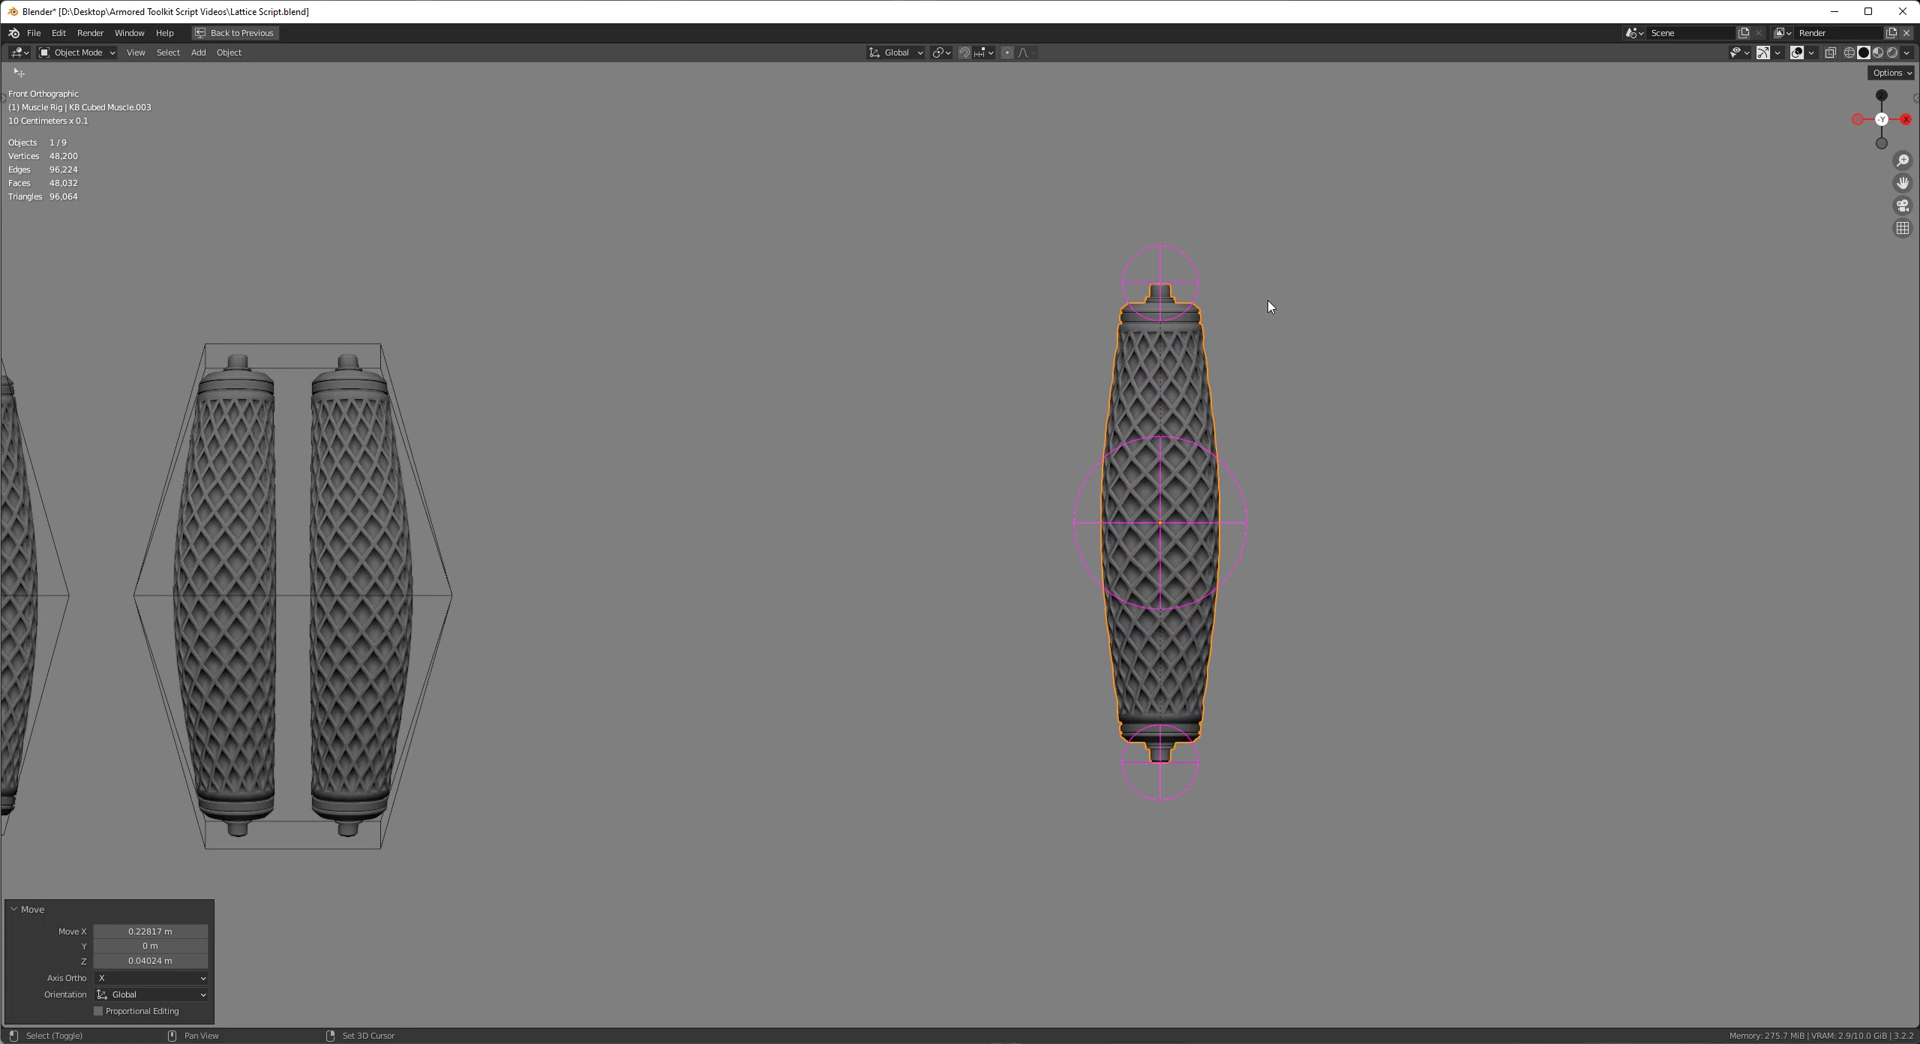 Blender* [D:\Desktop\Armored Toolkit Script Videos\Lattice Script.blend]
File Edit Render Window Help Back to Previous Scene Render
Object Mode View Select Add Object Global
Options
Front Orthographic
(1) Muscle Rig | KB Cubed Muscle.003
10 Centimeters x 0.1
Objects 1 / 9
Vertices 48,200
Edges 96,224
Faces 48,032
Triangles 96,064
-Y X
Move
Move X 0.22817 m
Y 0 m
Z 0.04024 m
Axis Ortho X
Orientation Global
Proportional Editing
Select (Toggle) Pan View Set 3D Cursor Memory: 275.7 MiB | VRAM: 2.9/10.0 GiB | 3.2.2